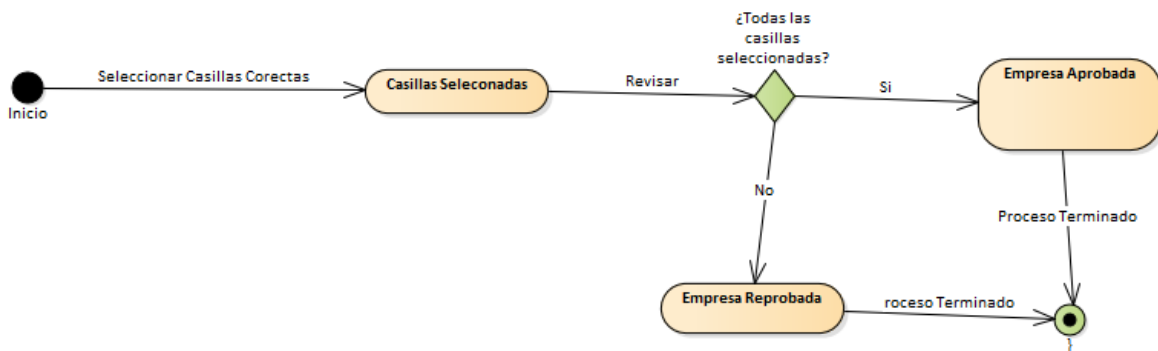 ¿Todas las
casillas
seleccionadas?
Seleccionar Casillas Corectas
Casillas Seleconadas
Revisar
Si
Empresa Aprobada
Inicio
No
Proceso Terminado
Empresa Reprobada
roceso Terminado
}